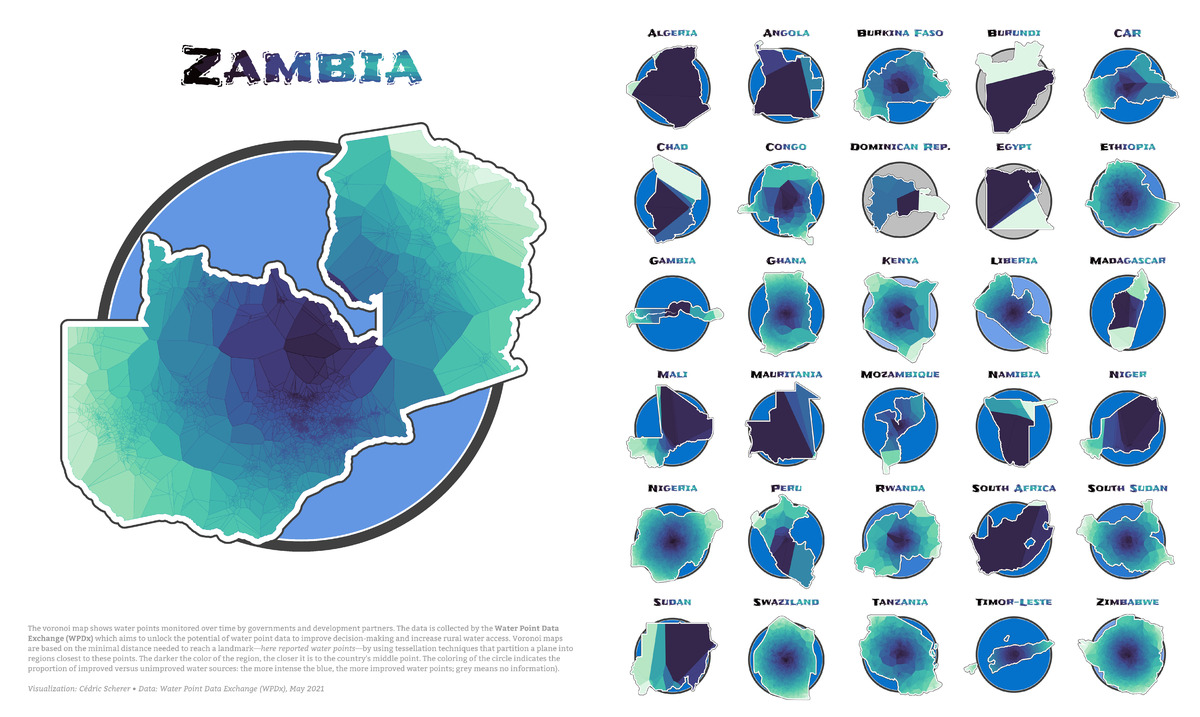 ZAMBIA
The voronoi map shows water points monitored over time by governments and development partners. The data is collected by the Water Point Data
Exchange (WPDx) which aims to unlock the potential of water point data to improve decision-making and increase rural water access. Voronoi maps
are based on the minimal distance needed to reach a landmark—here reported water points—by using tessellation techniques that partition a plane into
regions closest to these points. The darker the color of the region, the closer it is to the country's middle point. The coloring of the circle indicates the
proportion of improved versus unimproved water sources: the more intense the blue, the more improved water points; grey means no information).
Visualization: Cédric Scherer • Data: Water Point Data Exchange (WPDx), May 2021
ALGERIA ANGOLA BURKINA FASO BURUNDI CAR
CHAD CONGO DOMINICAN REP. EGYPT ETHIOPIA
GAMBIA GHANA KENYA LIBERIA MADAGASCAR
MALI MAURITANIA MOZAMBIQUE NAMIBIA NIGER
NIGERIA PERU RWANDA SOUTH AFRICA SOUTH SUDAN
SUDAN SWAZILAND TANZANIA TIMOR-LESTE ZIMBABWE